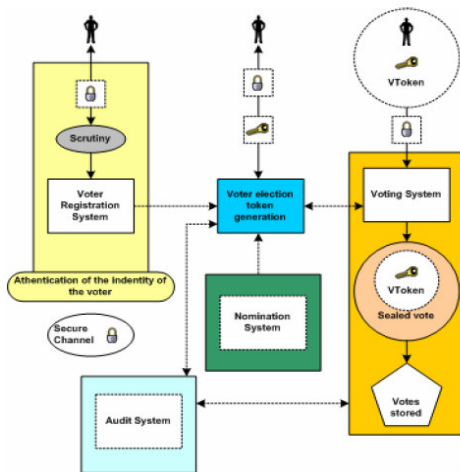 VToken
Scrutiny
Voter
Registration
System
Voter election
token
generation
Voting System
VToken
Sealed vote
Athentication of the indentity of
the voter
Secure
Channel
Nomination
System
Votes
stored
Audit System